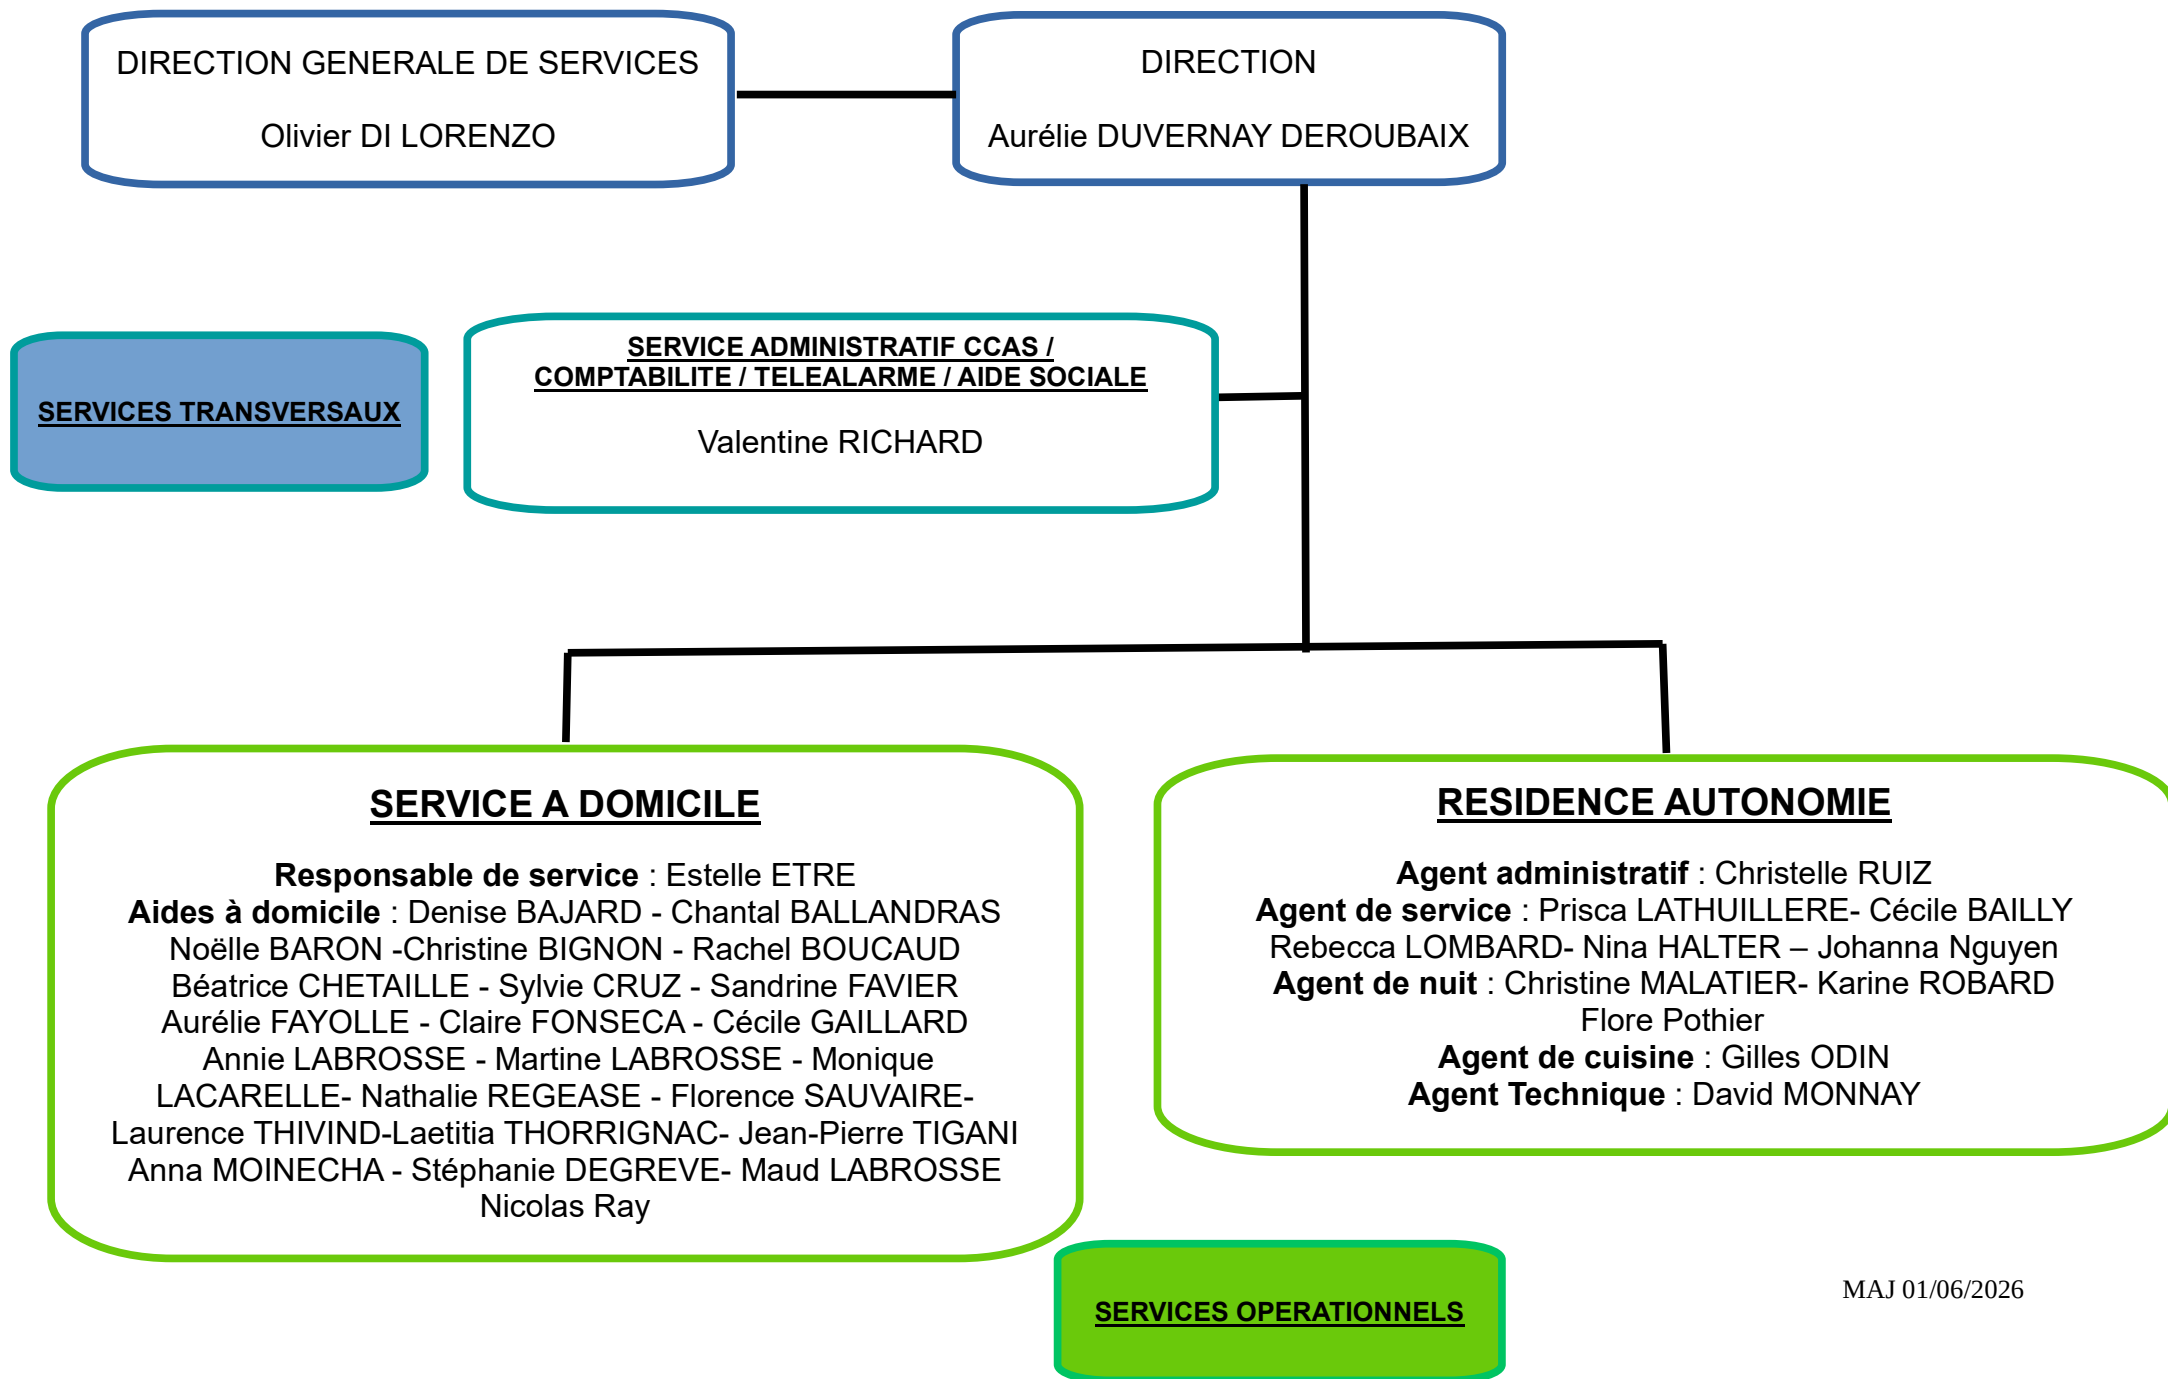 DIRECTION GENERALE DE SERVICES
Olivier DI LORENZO
DIRECTION
Aurélie DUVERNAY DEROUBAIX
SERVICES TRANSVERSAUX
SERVICE ADMINISTRATIF CCAS /
COMPTABILITE / TELEALARME / AIDE SOCIALE
Valentine RICHARD
SERVICE A DOMICILE
Responsable de service : Estelle ETRE
Aides à domicile : Denise BAJARD - Chantal BALLANDRAS
Noëlle BARON -Christine BIGNON - Rachel BOUCAUD
Béatrice CHETAILLE - Sylvie CRUZ - Sandrine FAVIER
Aurélie FAYOLLE - Claire FONSECA - Cécile GAILLARD
Annie LABROSSE - Martine LABROSSE - Monique
LACARELLE- Nathalie REGEASE - Florence SAUVAIRE-
Laurence THIVIND-Laetitia THORRIGNAC- Jean-Pierre TIGANI
Anna MOINECHA - Stéphanie DEGREVE- Maud LABROSSE
Nicolas Ray
RESIDENCE AUTONOMIE
Agent administratif : Christelle RUIZ
Agent de service : Prisca LATHUILLERE- Cécile BAILLY
Rebecca LOMBARD- Nina HALTER – Johanna Nguyen
Agent de nuit : Christine MALATIER- Karine ROBARD
Flore Pothier
Agent de cuisine : Gilles ODIN
Agent Technique : David MONNAY
SERVICES OPERATIONNELS
MAJ 01/06/2026